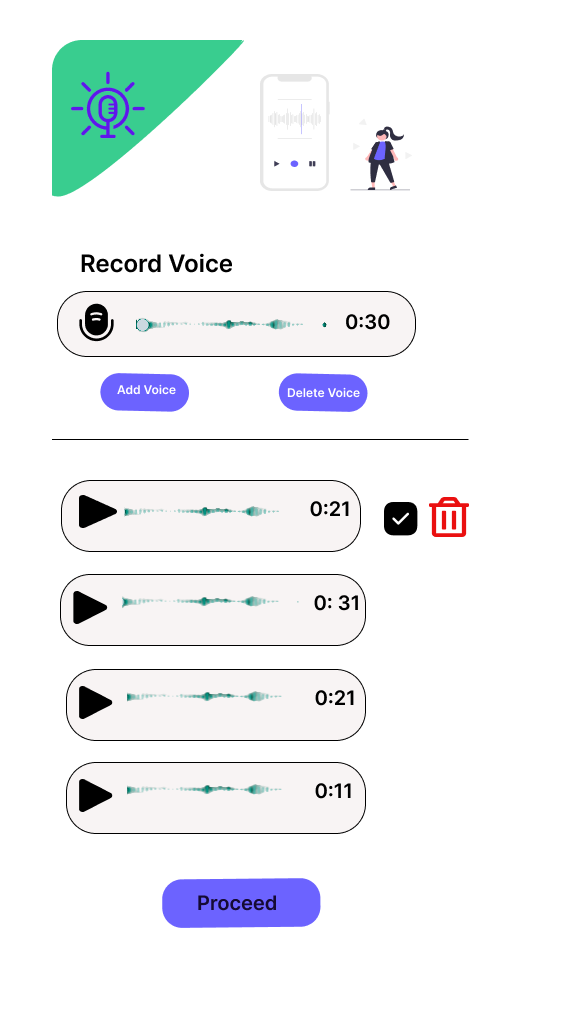 Record Voice
0:30
Add Voice
Delete Voice
0:21
0: 31
0:21
0:11
Proceed